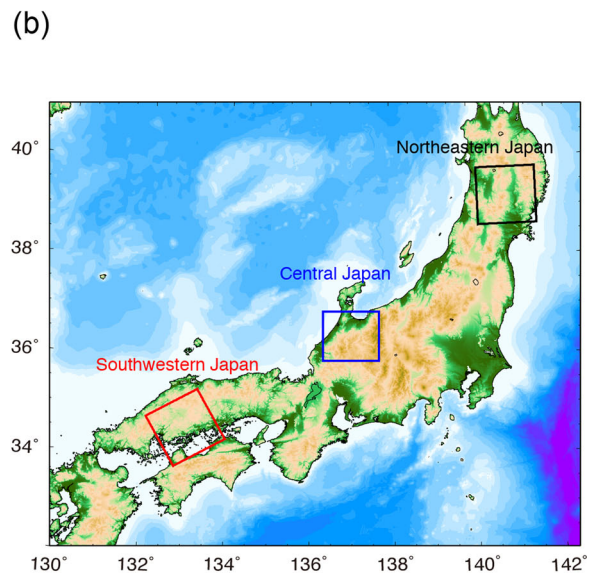 (b)
40°
Northeastern Japan
38°
Central Japan
36°
Southwestern Japan
34°
130° 132° 134° 136° 138° 140° 142°